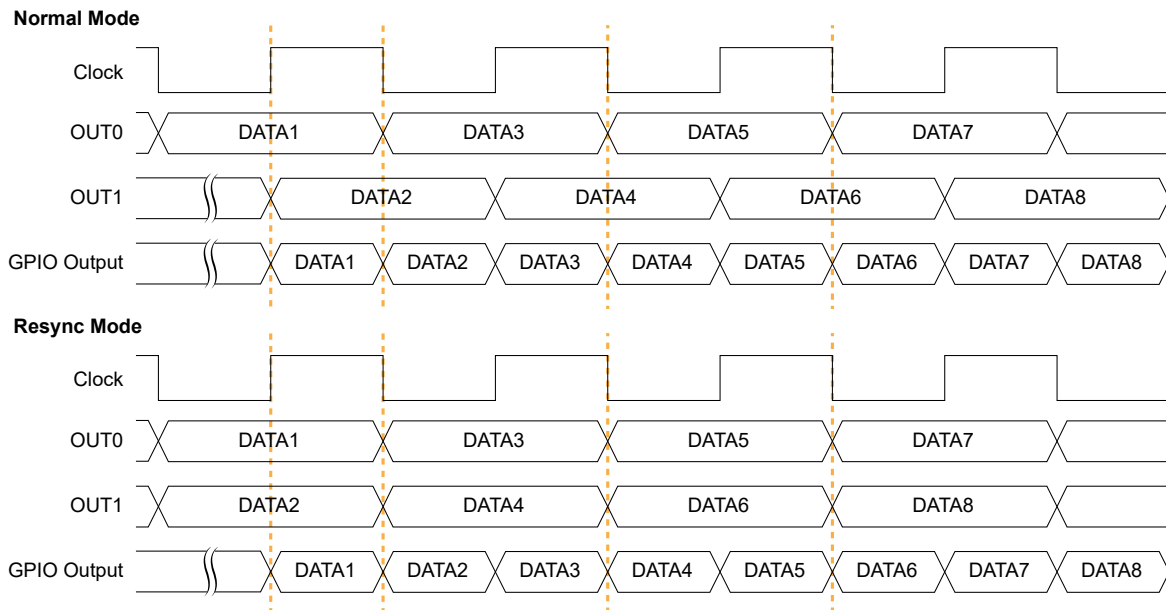 Normal Mode
Clock
OUT0 DATA1 DATA3 DATA5 DATA7
OUT1 DATA2 DATA4 DATA6 DATA8
GPIO Output DATA1 DATA2 DATA3 DATA4 DATA5 DATA6 DATA7 DATA8
Resync Mode
Clock
OUT0 DATA1 DATA3 DATA5 DATA7
OUT1 DATA2 DATA4 DATA6 DATA8
GPIO Output DATA1 DATA2 DATA3 DATA4 DATA5 DATA6 DATA7 DATA8